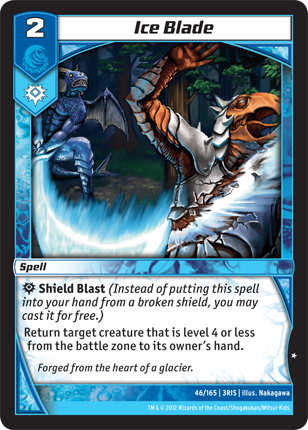 2
Ice Blade
Spell
Shield Blast (Instead of putting this spell
into your hand from a broken shield, you may
cast it for free.)
Return target creature that is level 4 or less
from the battle zone to its owner's hand.
Forged from the heart of a glacier.
46/165 | 3RIS | illus. Nakagawa
TM & © 2012 Wizards of the Coast/Shogakukan/Mitsui-Kids.